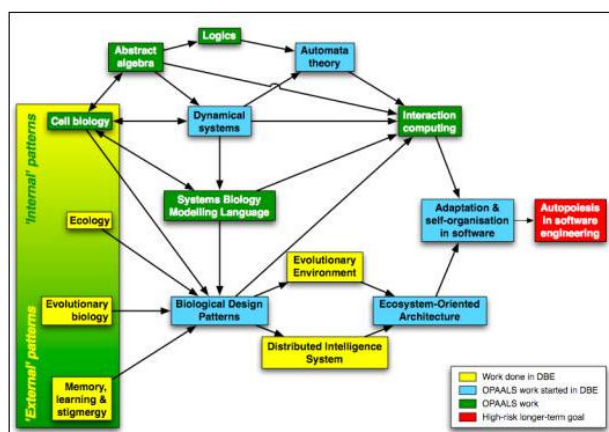 Logics
Abstract
algebra
Automata
theory
Cell biology
Dynamical
systems
Interaction
computing
'Internal' patterns
Systems Biology
Modelling Language
Ecology
Adaptation &
self-organisation
in software
Autopoiesis
in software
engineering
Evolutionary
Environment
Evolutionary
biology
Biological Design
Patterns
Ecosystem-Oriented
Architecture
'External' patterns
Distributed Intelligence
System
Memory,
learning &
stigmergy
Work done in DBE
OPAALS work started in DBE
OPAALS work
High-risk longer-term goal